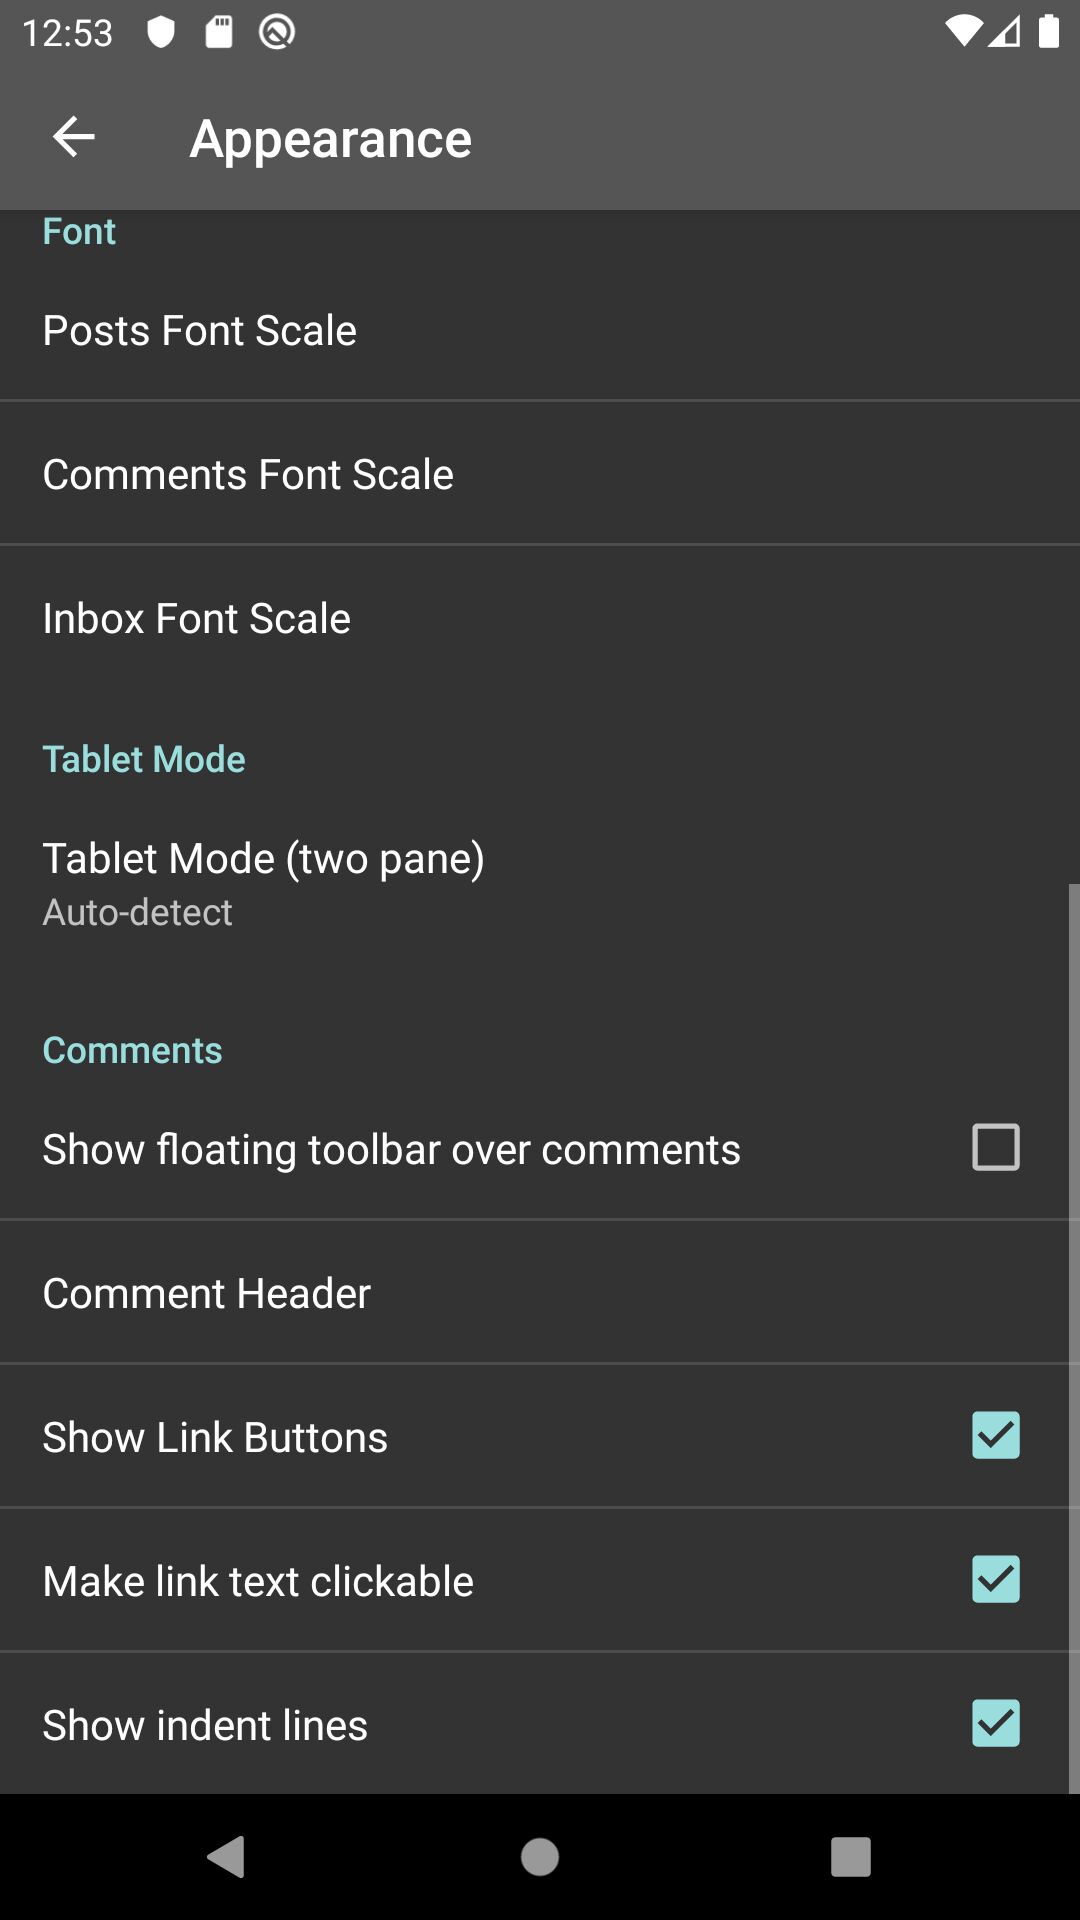 12:53
Appearance
Font
Posts Font Scale
Comments Font Scale
Inbox Font Scale
Tablet Mode
Tablet Mode (two pane)
Auto-detect
Comments
Show floating toolbar over comments
Comment Header
Show Link Buttons
Make link text clickable
Show indent lines